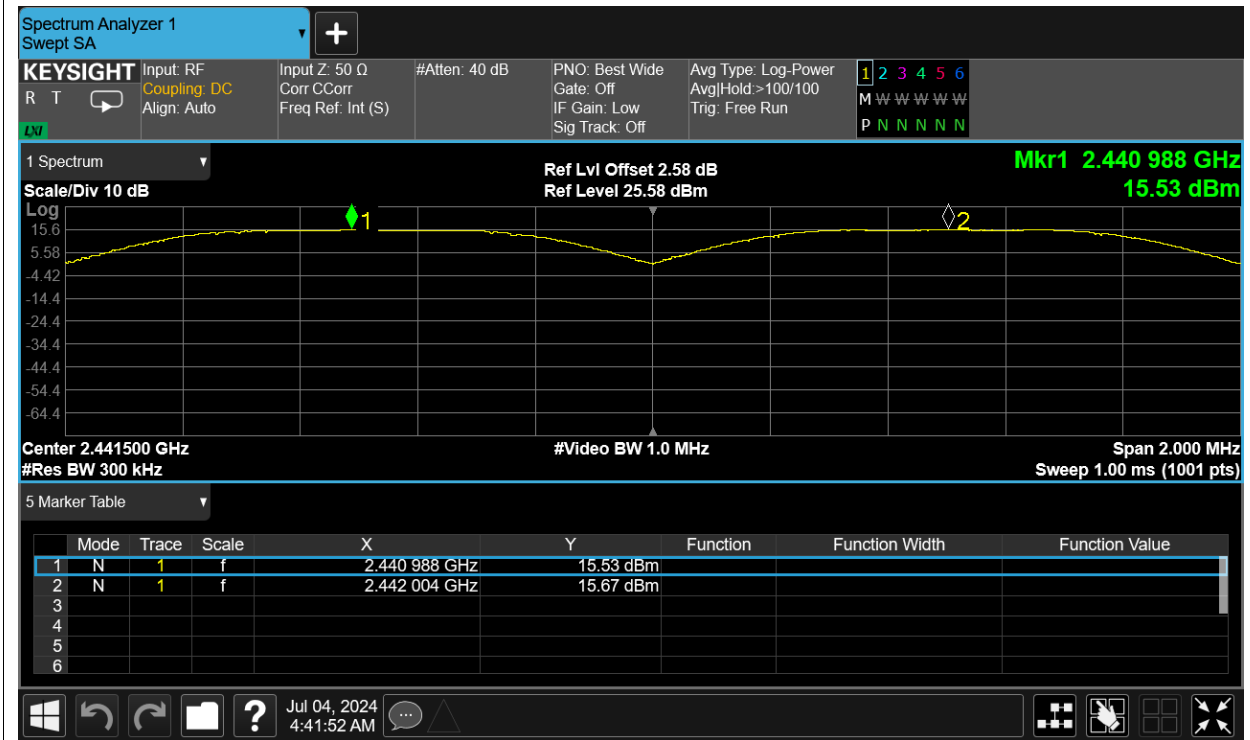 Spectrum Analyzer 1
Swept SA
KEYSIGHT Input: RF Input Z: 50 Ω #Atten: 40 dB PNO: Best Wide Avg Type: Log-Power 1 2 3 4 5 6
R T Coupling: DC Corr CCorr Gate: Off Avg|Hold:>100/100 M W W W W W
Align: Auto Freq Ref: Int (S) IF Gain: Low Trig: Free Run
LXI Sig Track: Off P N N N N N
1 Spectrum Ref Lvl Offset 2.58 dB Mkr1 2.440 988 GHz
Scale/Div 10 dB Ref Level 25.58 dBm 15.53 dBm
Log
1 2
15.6
5.58
-4.42
-14.4
-24.4
-34.4
-44.4
-54.4
-64.4
Center 2.441500 GHz #Video BW 1.0 MHz Span 2.000 MHz
#Res BW 300 kHz Sweep 1.00 ms (1001 pts)
5 Marker Table
Mode Trace Scale X Y Function Function Width Function Value
1 N 1 f 2.440 988 GHz 15.53 dBm
2 N 1 f 2.442 004 GHz 15.67 dBm
3
4
5
6
? Jul 04, 2024
4:41:52 AM